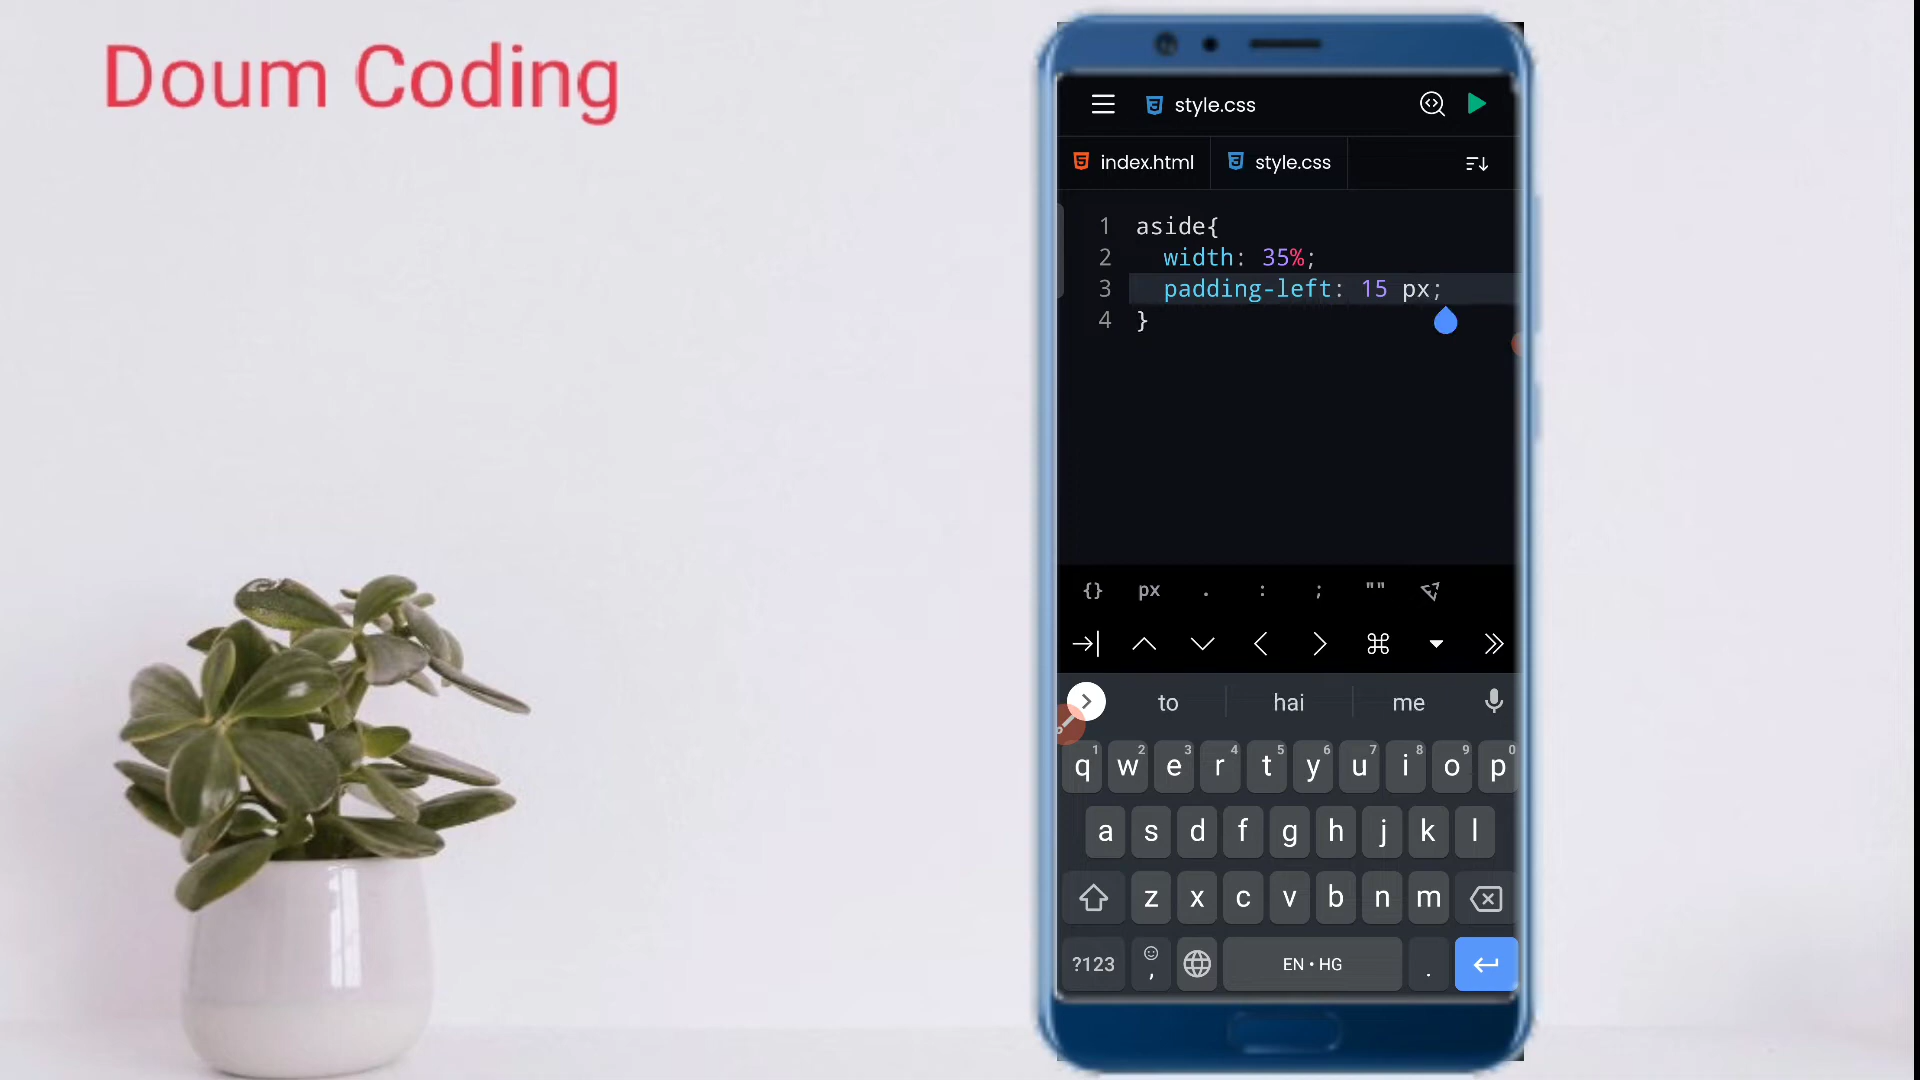 Doum Coding
style.css
index.html
style.css
1 aside{
2 width: 35%;
3 padding-left: 15 px;
4 }
{} px . : ; ""
to hai me
1 2 3 4 5 6 7 8 9 0
q w e r t y u i o p
a s d f g h j k l
z x c v b n m
?123 , EN • HG .